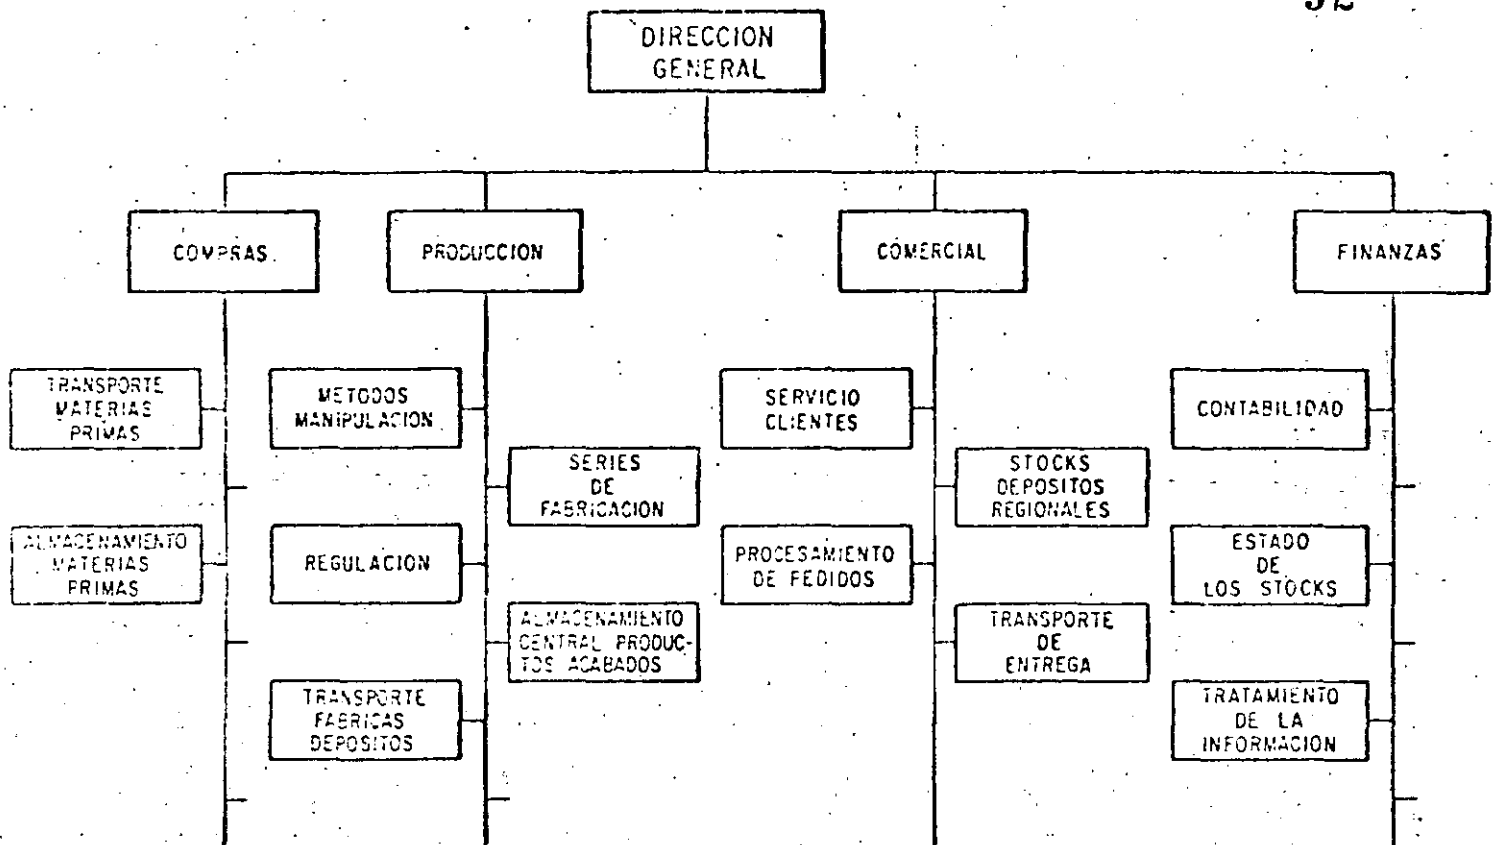 DIRECCION
GENERAL
COMPRAS
PRODUCCION
COMERCIAL
FINANZAS
TRANSPORTE
MATERIAS
PRIMAS
METODOS
MANIPULACION
SERVICIO
CLIENTES
CONTABILIDAD
SERIES
DE
FABRICACION
STOCKS
DEPOSITOS
REGIONALES
ALMACENAMIENTO
MATERIAS
PRIMAS
REGULACION
PROCESAMIENTO
DE PEDIDOS
ESTADO
DE
LOS STOCKS
ALMACENAMIENTO
CENTRAL PRODUC-
TOS ACABADOS
TRANSPORTE
DE
ENTREGA
TRANSPORTE
FABRICAS
DEPOSITOS
TRATAMIENTO
DE LA
INFORMACION